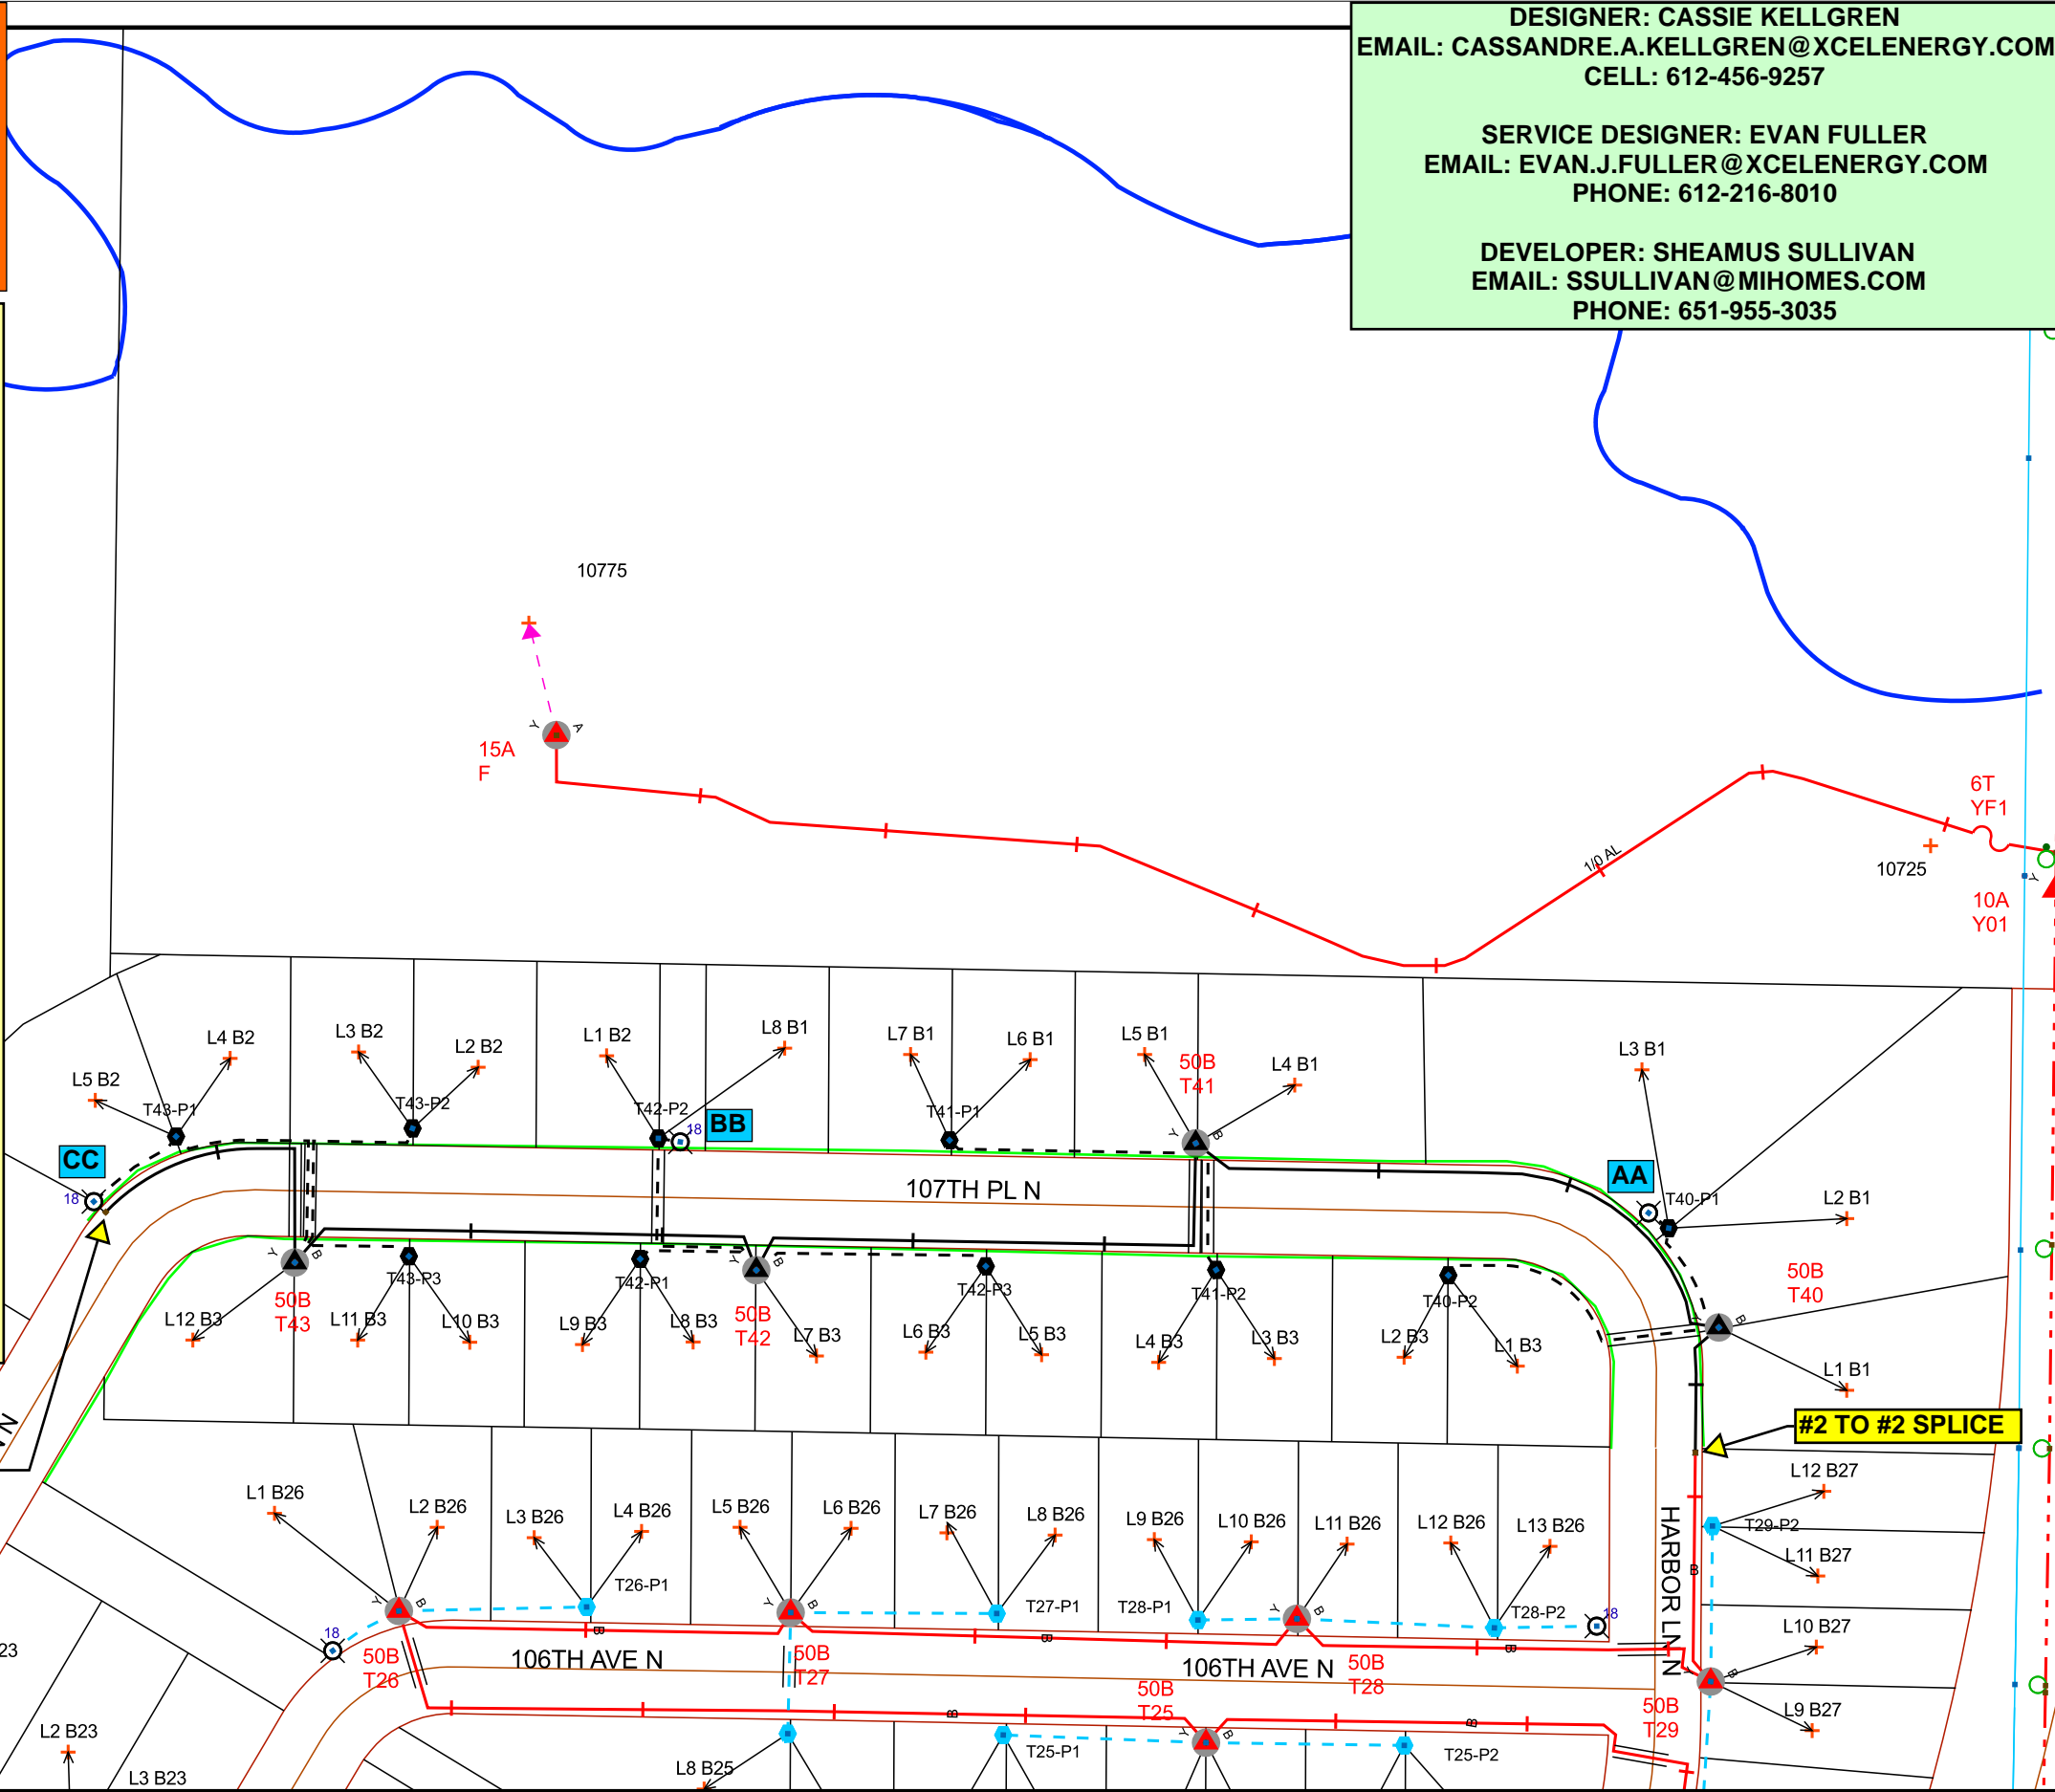 DESIGNER: CASSIE KELLGREN
EMAIL: CASSANDRE.A.KELLGREN@XCELENERGY.COM
CELL: 612-456-9257
SERVICE DESIGNER: EVAN FULLER
EMAIL: EVAN.J.FULLER@XCELENERGY.COM
PHONE: 612-216-8010
DEVELOPER: SHEAMUS SULLIVAN
EMAIL: SSULLIVAN@MIHOMES.COM
PHONE: 651-955-3035
10775
Y
A
15A
F
6T
YF1
1/0 AL
10725
Y
10A
Y01
L5 B2
L4 B2
L3 B2
L2 B2
L1 B2
L8 B1
L7 B1
L6 B1
L5 B1
50B
T41
L4 B1
L3 B1
T43-P1
T43-P2
T42-P2
18
BB
T41-P1
Y
B
CC
18
107TH PL N
AA
T40-P1
L2 B1
Y
B
T43-P3
T42-P1
Y
B
T42-P3
T41-P2
T40-P2
50B
T40
B
L12 B3
50B
T43
L11 B3
L10 B3
L9 B3
L8 B3
50B
T42
L7 B3
L6 B3
L5 B3
L4 B3
L3 B3
L2 B3
L1 B3
L1 B1
#2 TO #2 SPLICE
N
L1 B26
L2 B26
L3 B26
L4 B26
L5 B26
L6 B26
L7 B26
L8 B26
L9 B26
L10 B26
L11 B26
L12 B26
L13 B26
L12 B27
T29-P2
L11 B27
HARBOR LN N
B
Y
B
T26-P1
Y
B
T27-P1
T28-P1
Y
B
T28-P2
18
18
B
B
B
L10 B27
50B
T26
106TH AVE N
50B
T27
106TH AVE N
50B
T28
Y
B
50B
T25
50B
T29
L9 B27
B
B
23
L2 B23
L3 B23
L8 B25
T25-P1
Y
B
T25-P2